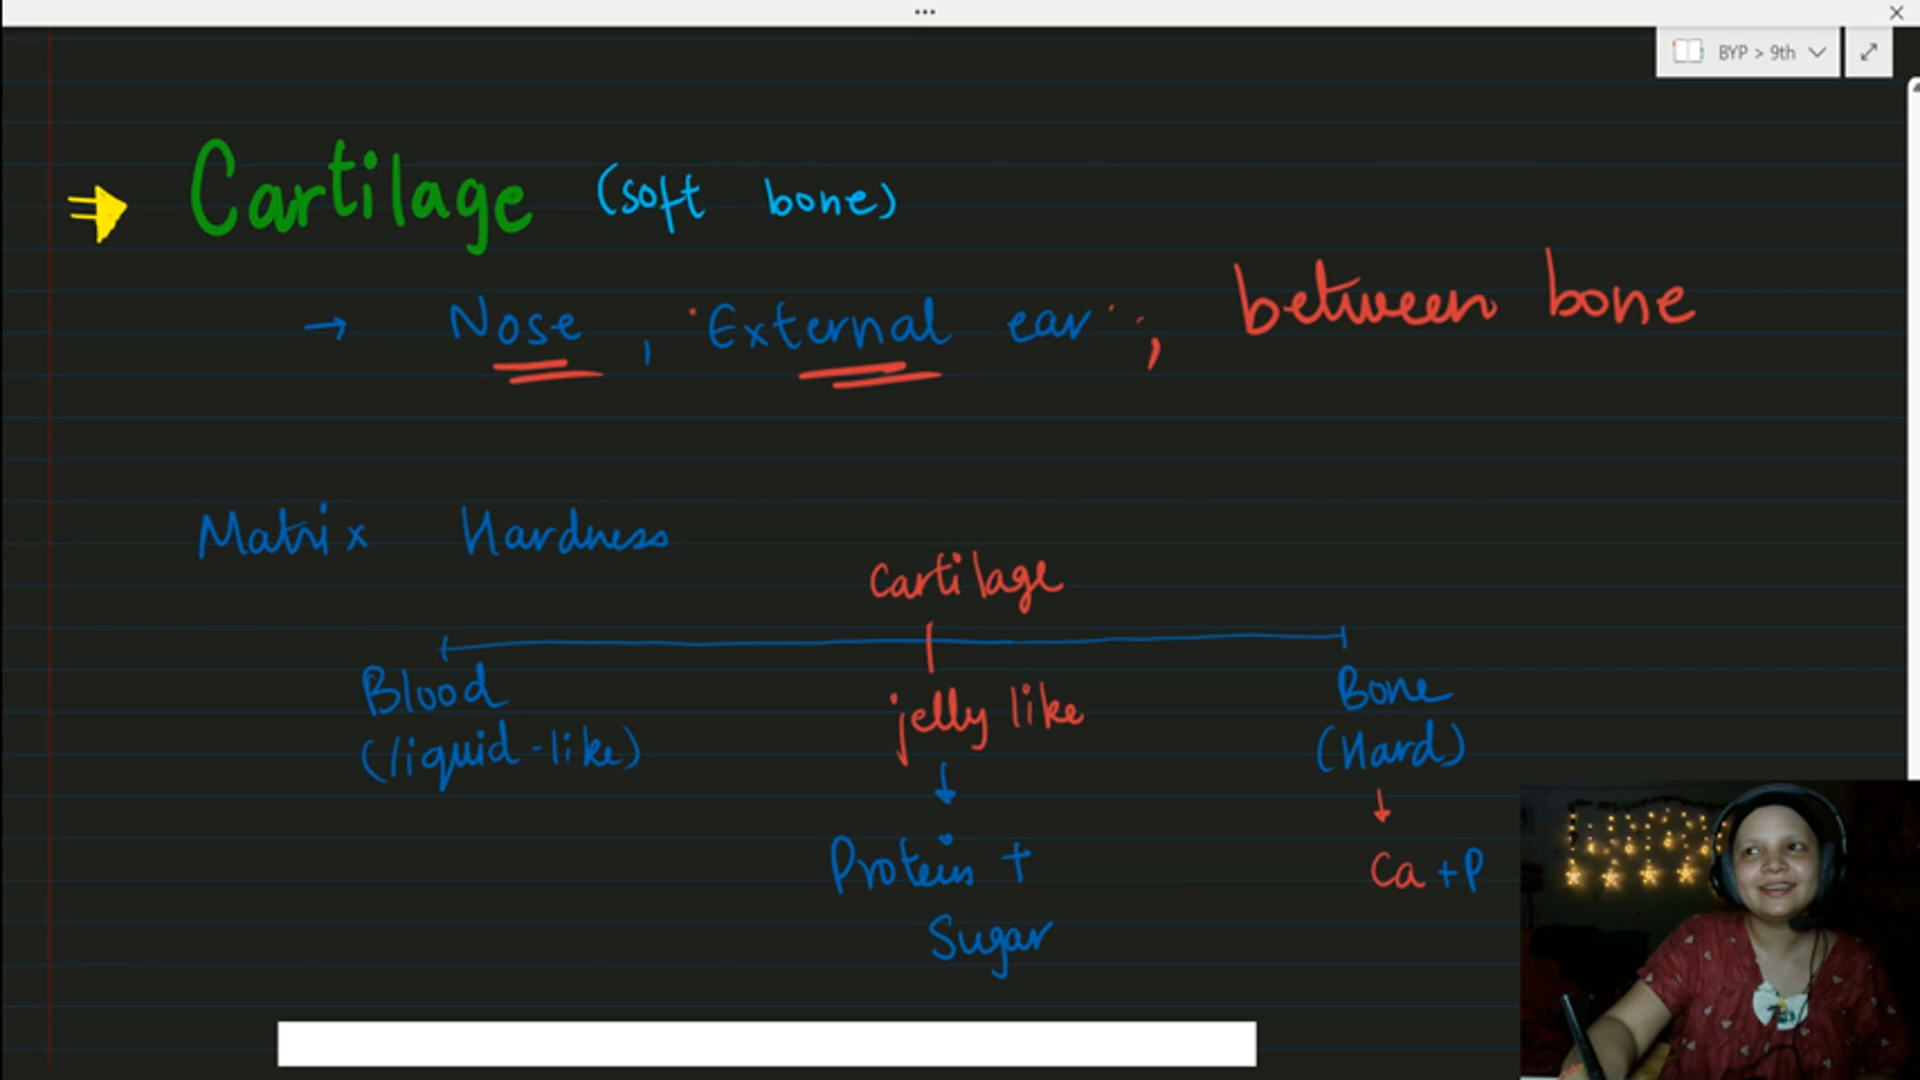 BYP > 9th
Cartilage (soft bone)
→ Nose, External ear, between bone
Matrix Hardness
Cartilage
Blood jelly like Bone
(liquid-like) (Hard)
Protein + Ca + P
Sugar